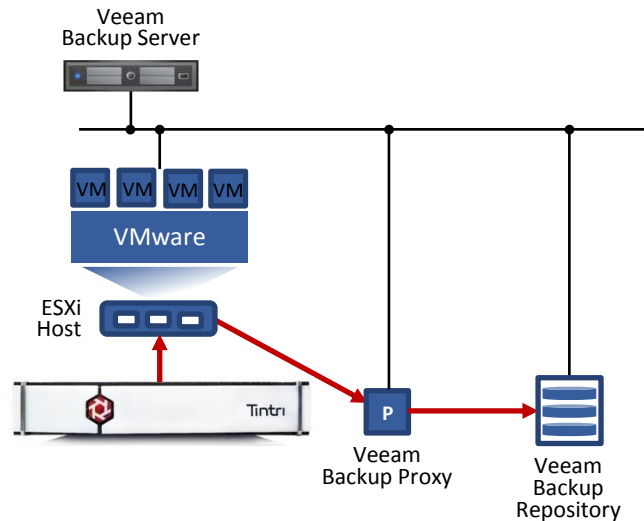 Veeam
Backup Server
VM VM VM VM
VMware
ESXi
Host
Tintri
P
Veeam
Backup Proxy
Veeam
Backup
Repository